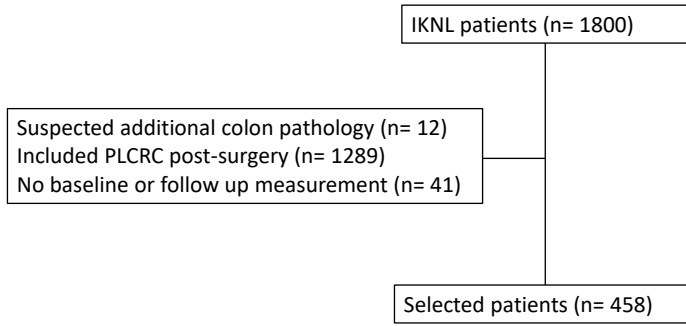 IKNL patients (n= 1800)
Suspected additional colon pathology (n= 12)
Included PLCRC post-surgery (n= 1289)
No baseline or follow up measurement (n= 41)
Selected patients (n= 458)